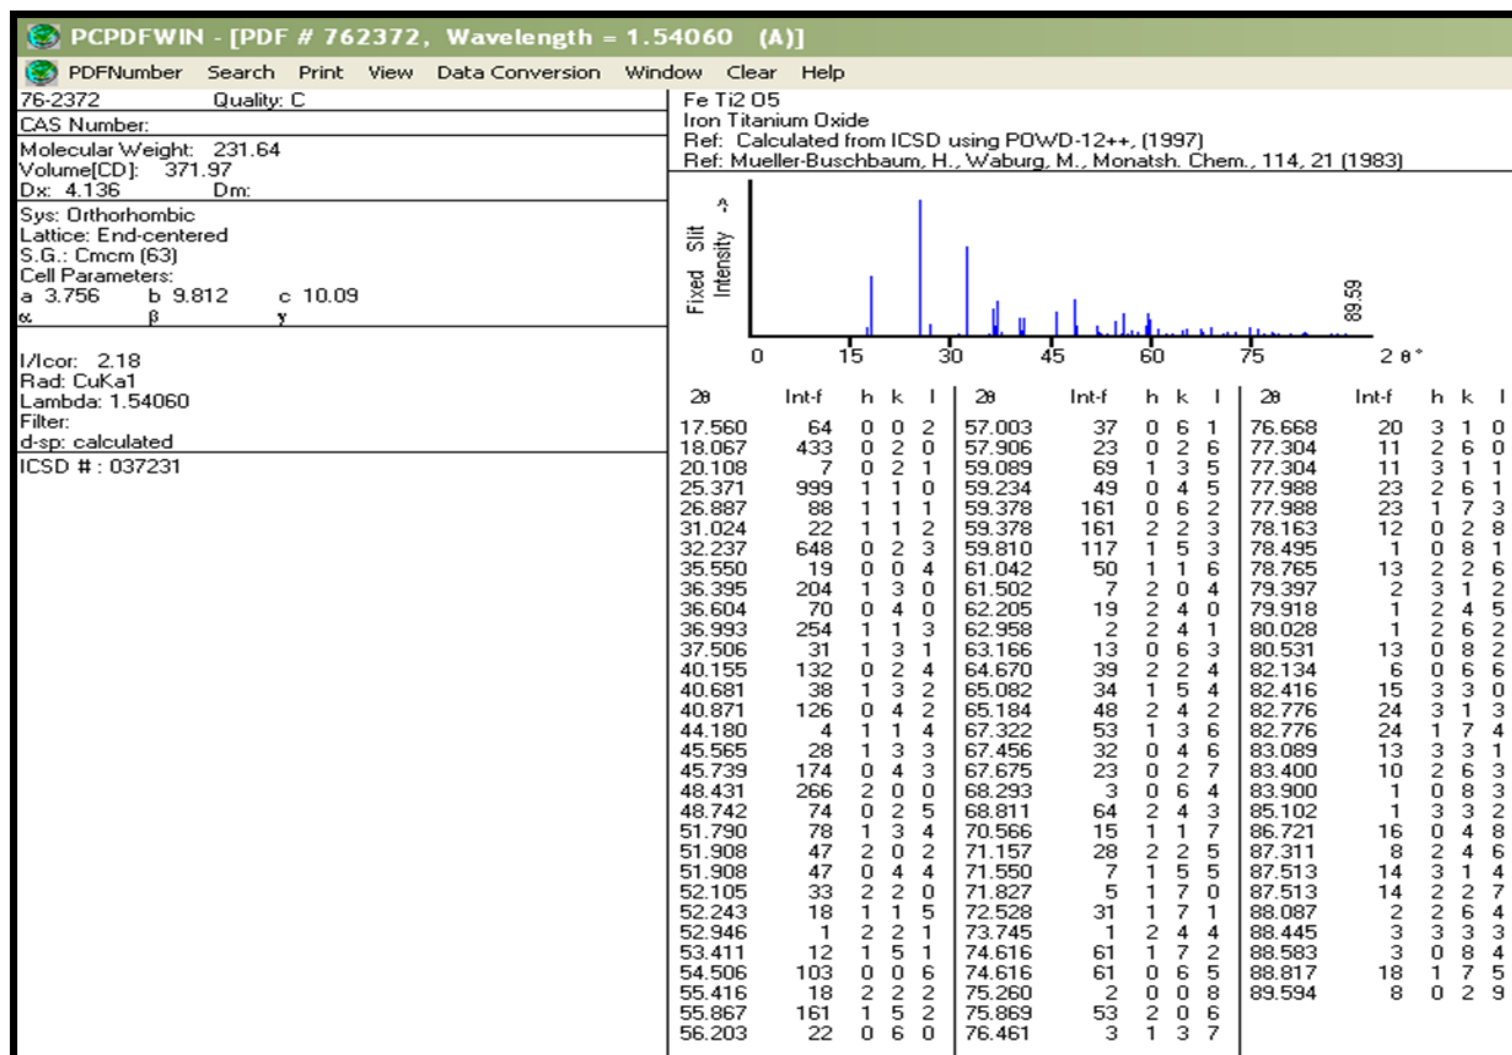 PCPDFWIN - [PDF # 762372, Wavelength = 1.54060 (A)]
PDFNumber Search Print View Data Conversion Window Clear Help
76-2372 Quality: C
CAS Number:
Molecular Weight: 231.64
Volume[CD]: 371.97
Dx: 4.136 Dm:
Sys: Orthorhombic
Lattice: End-centered
S.G.: Cmcm (63)
Cell Parameters:
a 3.756 b 9.812 c 10.09
α β γ
I/Icor: 2.18
Rad: CuKa1
Lambda: 1.54060
Filter:
d-sp: calculated
ICSD # : 037231
Fe Ti2 O5
Iron Titanium Oxide
Ref: Calculated from ICSD using POWD-12++, (1997)
Ref: Mueller-Buschbaum, H., Waburg, M., Monatsh. Chem., 114, 21 (1983)
Fixed Slit
Intensity ->
89.59
0 15 30 45 60 75 2 θ°
2θ Int-f h k l 2θ Int-f h k l 2θ Int-f h k l
17.560 64 0 0 2 57.003 37 0 6 1 76.668 20 3 1 0
18.067 433 0 2 0 57.906 23 0 2 6 77.304 11 2 6 0
20.108 7 0 2 1 59.089 69 1 3 5 77.304 11 3 1 1
25.371 999 1 1 0 59.234 49 0 4 5 77.988 23 2 6 1
26.887 88 1 1 1 59.378 161 0 6 2 77.988 23 1 7 3
31.024 22 1 1 2 59.378 161 2 2 3 78.163 12 0 2 8
32.237 648 0 2 3 59.810 117 1 5 3 78.495 1 0 8 1
35.550 19 0 0 4 61.042 50 1 1 6 78.765 13 2 2 6
36.395 204 1 3 0 61.502 7 2 0 4 79.397 2 3 1 2
36.604 70 0 4 0 62.205 19 2 4 0 79.918 1 2 4 5
36.993 254 1 1 3 62.958 2 2 4 1 80.028 1 2 6 2
37.506 31 1 3 1 63.166 13 0 6 3 80.531 13 0 8 2
40.155 132 0 2 4 64.670 39 2 2 4 82.134 6 0 6 6
40.681 38 1 3 2 65.082 34 1 5 4 82.416 15 3 3 0
40.871 126 0 4 2 65.184 48 2 4 2 82.776 24 3 1 3
44.180 4 1 1 4 67.322 53 1 3 6 82.776 24 1 7 4
45.565 28 1 3 3 67.456 32 0 4 6 83.089 13 3 3 1
45.739 174 0 4 3 67.675 23 0 2 7 83.400 10 2 6 3
48.431 266 2 0 0 68.293 3 0 6 4 83.900 1 0 8 3
48.742 74 0 2 5 68.811 64 2 4 3 85.102 1 3 3 2
51.790 78 1 3 4 70.566 15 1 1 7 86.721 16 0 4 8
51.908 47 2 0 2 71.157 28 2 2 5 87.311 8 2 4 6
51.908 47 0 4 4 71.550 7 1 5 5 87.513 14 3 1 4
52.105 33 2 2 0 71.827 5 1 7 0 87.513 14 2 2 7
52.243 18 1 1 5 72.528 31 1 7 1 88.087 2 2 6 4
52.946 1 2 2 1 73.745 1 2 4 4 88.445 3 3 3 3
53.411 12 1 5 1 74.616 61 1 7 2 88.583 3 0 8 4
54.506 103 0 0 6 74.616 61 0 6 5 88.817 18 1 7 5
55.416 18 2 2 2 75.260 2 0 0 8 89.594 8 0 2 9
55.867 161 1 5 2 75.869 53 2 0 6
56.203 22 0 6 0 76.461 3 1 3 7